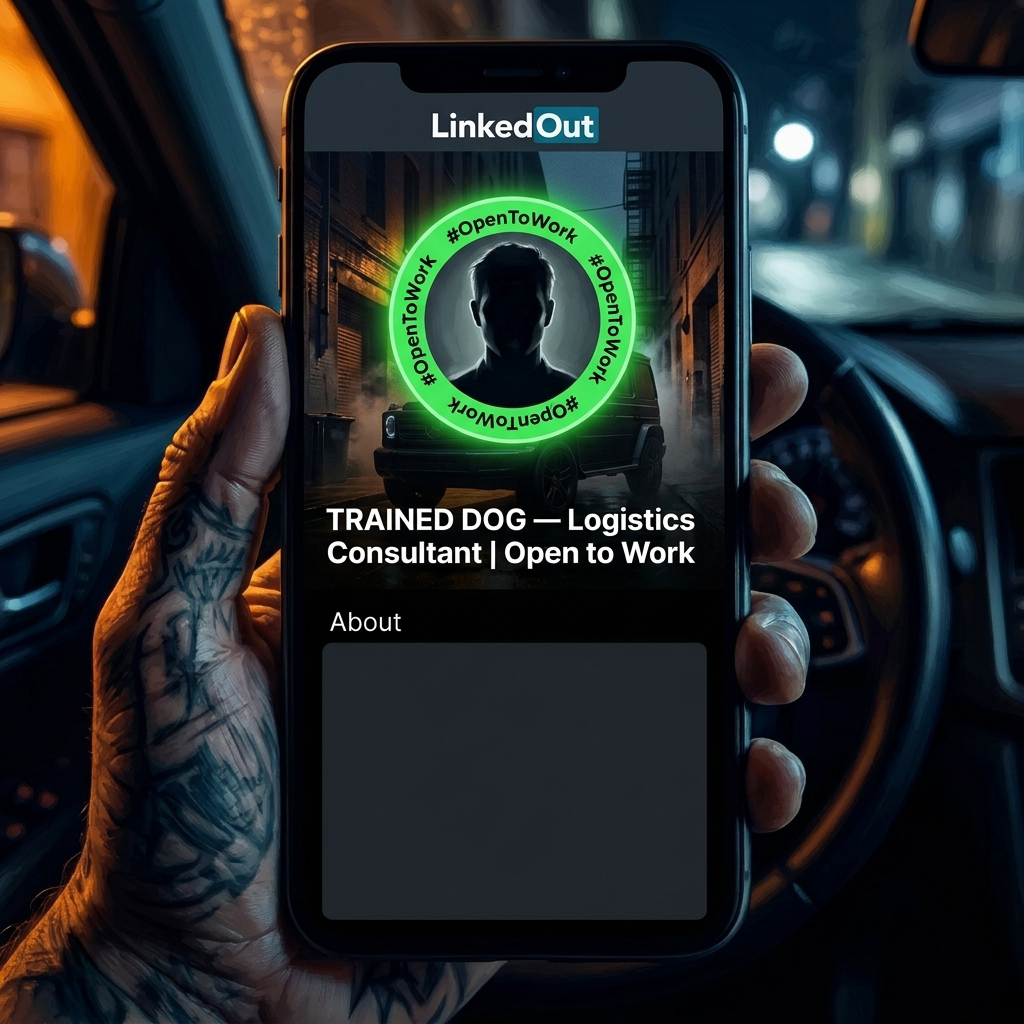 LinkedOut
#OpenToWork
#OpenToWork
#OpenToWork
#OpenToWork
TRAINED DOG — Logistics
Consultant | Open to Work
About